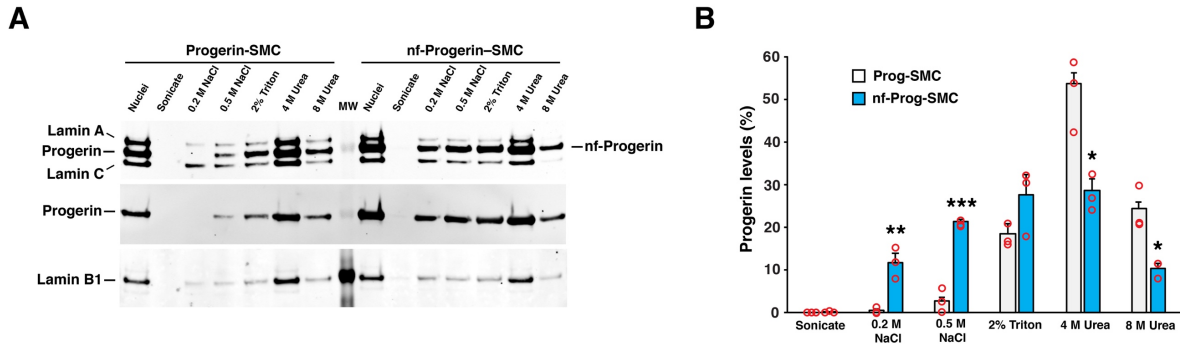 A
Progerin-SMC
nf-Progerin–SMC
Nuclei
Sonicate
0.2 M NaCl
0.5 M NaCl
2% Triton
4 M Urea
8 M Urea
MW
Nuclei
Sonicate
0.2 M NaCl
0.5 M NaCl
2% Triton
4 M Urea
8 M Urea
Lamin A
Progerin
Lamin C
nf-Progerin
Progerin
Lamin B1
B
Progerin levels (%)
60
50
40
30
20
10
0
Prog-SMC
nf-Prog-SMC
**
***
*
*
Sonicate
0.2 M
NaCl
0.5 M
NaCl
2% Triton
4 M Urea
8 M Urea